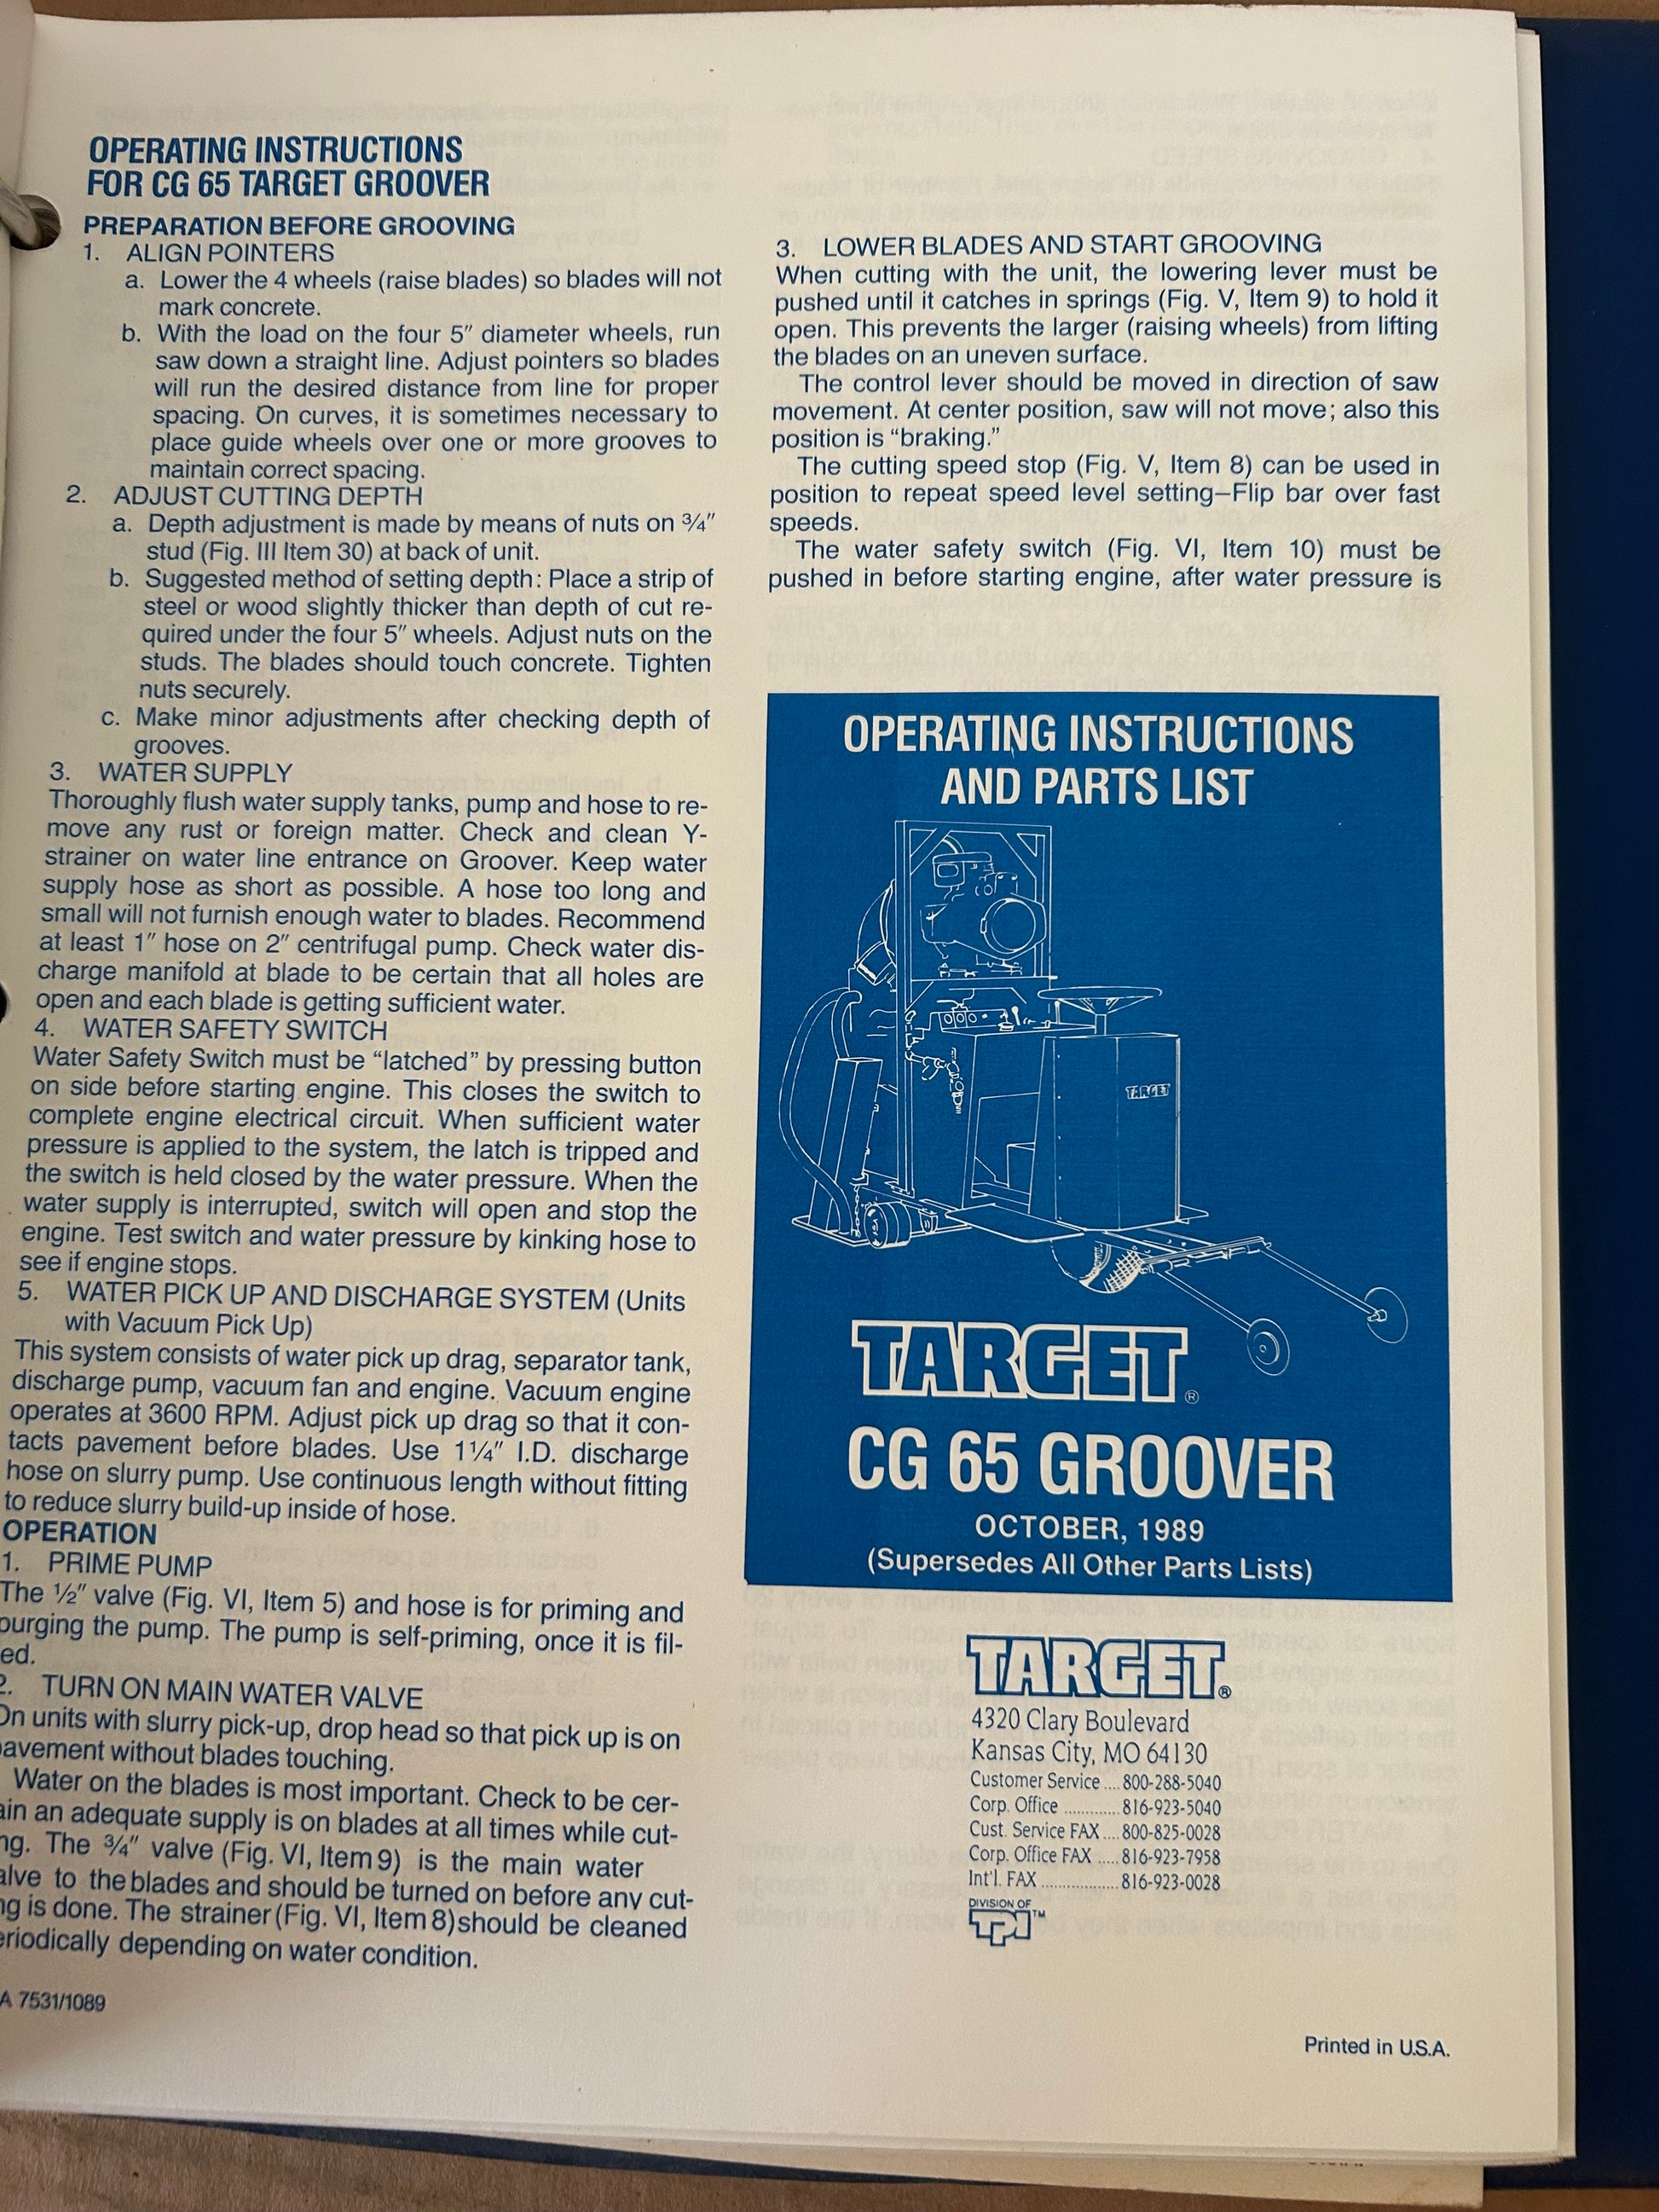 OPERATING INSTRUCTIONS
FOR CG 65 TARGET GROOVER
PREPARATION BEFORE GROOVING
1. ALIGN POINTERS
a. Lower the 4 wheels (raise blades) so blades will not
mark concrete.
b. With the load on the four 5″ diameter wheels, run
saw down a straight line. Adjust pointers so blades
will run the desired distance from line for proper
spacing. On curves, it is sometimes necessary to
place guide wheels over one or more grooves to
maintain correct spacing.
2. ADJUST CUTTING DEPTH
a. Depth adjustment is made by means of nuts on ¾″
stud (Fig. III Item 30) at back of unit.
b. Suggested method of setting depth: Place a strip of
steel or wood slightly thicker than depth of cut re-
quired under the four 5″ wheels. Adjust nuts on the
studs. The blades should touch concrete. Tighten
nuts securely.
c. Make minor adjustments after checking depth of
grooves.
3. WATER SUPPLY
Thoroughly flush water supply tanks, pump and hose to re-
move any rust or foreign matter. Check and clean Y-
strainer on water line entrance on Groover. Keep water
supply hose as short as possible. A hose too long and
small will not furnish enough water to blades. Recommend
at least 1″ hose on 2″ centrifugal pump. Check water dis-
charge manifold at blade to be certain that all holes are
open and each blade is getting sufficient water.
4. WATER SAFETY SWITCH
Water Safety Switch must be “latched” by pressing button
on side before starting engine. This closes the switch to
complete engine electrical circuit. When sufficient water
pressure is applied to the system, the latch is tripped and
the switch is held closed by the water pressure. When the
water supply is interrupted, switch will open and stop the
engine. Test switch and water pressure by kinking hose to
see if engine stops.
5. WATER PICK UP AND DISCHARGE SYSTEM (Units
with Vacuum Pick Up)
This system consists of water pick up drag, separator tank,
discharge pump, vacuum fan and engine. Vacuum engine
operates at 3600 RPM. Adjust pick up drag so that it con-
tacts pavement before blades. Use 1¼″ I.D. discharge
hose on slurry pump. Use continuous length without fitting
to reduce slurry build-up inside of hose.
OPERATION
1. PRIME PUMP
The ½″ valve (Fig. VI, Item 5) and hose is for priming and
purging the pump. The pump is self-priming, once it is fil-
ed.
2. TURN ON MAIN WATER VALVE
On units with slurry pick-up, drop head so that pick up is on
pavement without blades touching.
Water on the blades is most important. Check to be cer-
ain an adequate supply is on blades at all times while cut-
ng. The ¾″ valve (Fig. VI, Item 9) is the main water
alve to the blades and should be turned on before any cut-
ng is done. The strainer (Fig. VI, Item 8) should be cleaned
eriodically depending on water condition.
A 7531/1089
3. LOWER BLADES AND START GROOVING
When cutting with the unit, the lowering lever must be
pushed until it catches in springs (Fig. V, Item 9) to hold it
open. This prevents the larger (raising wheels) from lifting
the blades on an uneven surface.
The control lever should be moved in direction of saw
movement. At center position, saw will not move; also this
position is “braking.”
The cutting speed stop (Fig. V, Item 8) can be used in
position to repeat speed level setting—Flip bar over fast
speeds.
The water safety switch (Fig. VI, Item 10) must be
pushed in before starting engine, after water pressure is
OPERATING INSTRUCTIONS
AND PARTS LIST
TARGET
TARGET®
CG 65 GROOVER
OCTOBER, 1989
(Supersedes All Other Parts Lists)
TARGET®
4320 Clary Boulevard
Kansas City, MO 64130
Customer Service .... 800-288-5040
Corp. Office ............. 816-923-5040
Cust. Service FAX .... 800-825-0028
Corp. Office FAX ..... 816-923-7958
Int'l. FAX .................. 816-923-0028
DIVISION OF
TPI™
Printed in U.S.A.